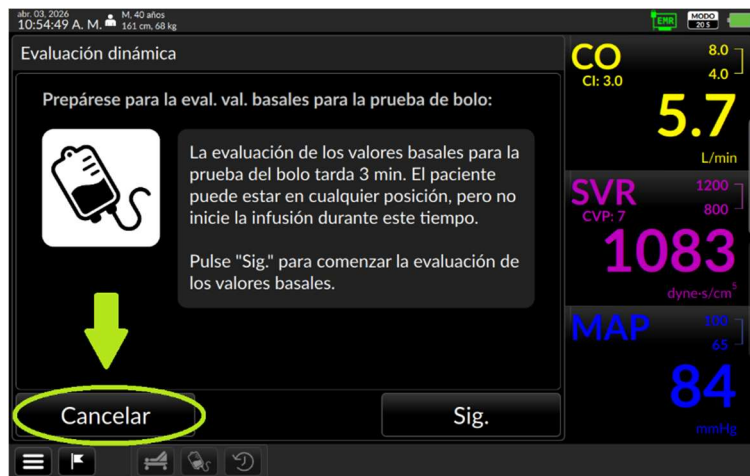 abr. 03, 2026
10:54:49 A. M.
M, 40 años
161 cm, 68 kg
EMR
MODO
20 S
Evaluación dinámica
Prepárese para la eval. val. basales para la prueba de bolo:
La evaluación de los valores basales para la
prueba del bolo tarda 3 min. El paciente
puede estar en cualquier posición, pero no
inicie la infusión durante este tiempo.
Pulse "Sig." para comenzar la evaluación de
los valores basales.
Cancelar
Sig.
CO
CI: 3.0
8.0
4.0
5.7
L/min
SVR
CVP: 7
1200
800
1083
dyne·s/cm⁵
MAP
100
65
84
mmHg